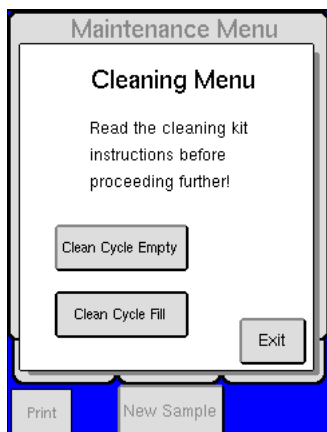 Maintenance Menu
Cleaning Menu
Read the cleaning kit
instructions before
proceeding further!
Clean Cycle Empty
Clean Cycle Fill
Exit
Print
New Sample